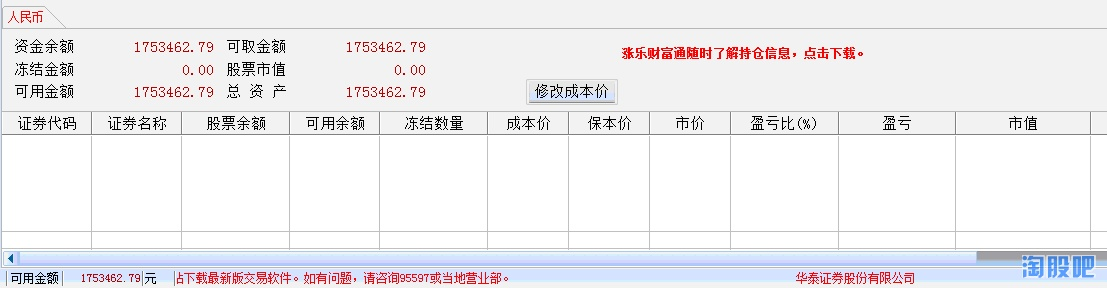 人民币
资金余额 1753462.79 可取金额 1753462.79
涨乐财富通随时了解持仓信息，点击下载。
冻结金额 0.00 股票市值 0.00
可用金额 1753462.79 总 资 产 1753462.79
修改成本价
证券代码 证券名称 股票余额 可用余额 冻结数量 成本价 保本价 市价 盈亏比(%) 盈亏 市值
可用金额 1753462.79 元 占下载最新版交易软件。如有问题，请咨询95597或当地营业部。 华泰证券股份有限公司
淘股吧